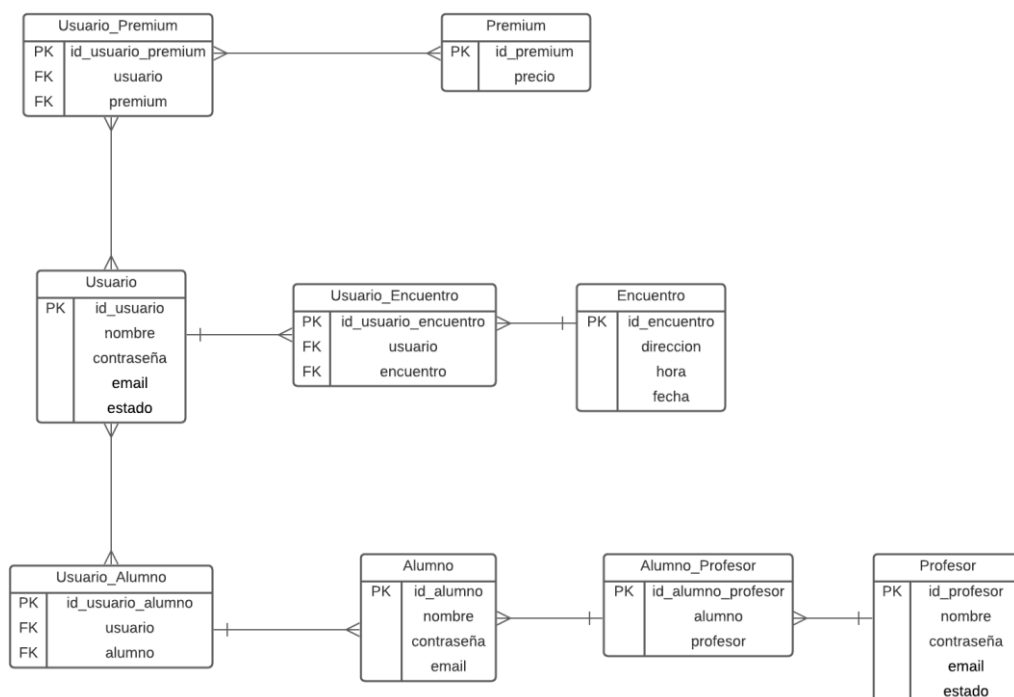 Usuario_Premium
PK id_usuario_premium
FK usuario
FK premium
Premium
PK id_premium
precio
Usuario
PK id_usuario
nombre
contraseña
email
estado
Usuario_Encuentro
PK id_usuario_encuentro
FK usuario
FK encuentro
Encuentro
PK id_encuentro
direccion
hora
fecha
Usuario_Alumno
PK id_usuario_alumno
FK usuario
FK alumno
Alumno
PK id_alumno
nombre
contraseña
email
Alumno_Profesor
PK id_alumno_profesor
alumno
profesor
Profesor
PK id_profesor
nombre
contraseña
email
estado